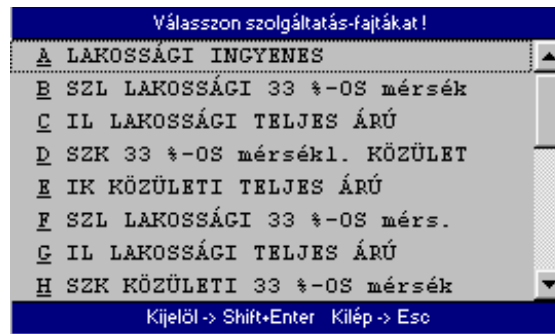 Válasszon szolgáltatás-fajtákat!
A LAKOSSÁGI INGYENES
B SZL LAKOSSÁGI 33 %-OS mérsék
C IL LAKOSSÁGI TELJES ÁRÚ
D SZK 33 %-OS mérsékl. KÖZÜLET
E IK KÖZÜLETI TELJES ÁRÚ
F SZL LAKOSSÁGI 33 %-OS mérs.
G IL LAKOSSÁGI TELJES ÁRÚ
H SZK KÖZÜLETI 33 %-OS mérsék
Kijelöl -> Shift+Enter Kilép -> Esc